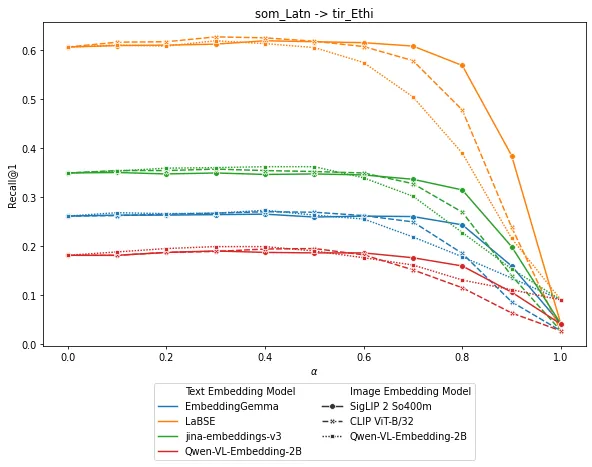 som_Latn -> tir_Ethi
Recall@1
0.6
0.5
0.4
0.3
0.2
0.1
0.0
0.0 0.2 0.4 0.6 0.8 1.0
α
Text Embedding Model Image Embedding Model
EmbeddingGemma SigLIP 2 So400m
LaBSE CLIP ViT-B/32
jina-embeddings-v3 Qwen-VL-Embedding-2B
Qwen-VL-Embedding-2B